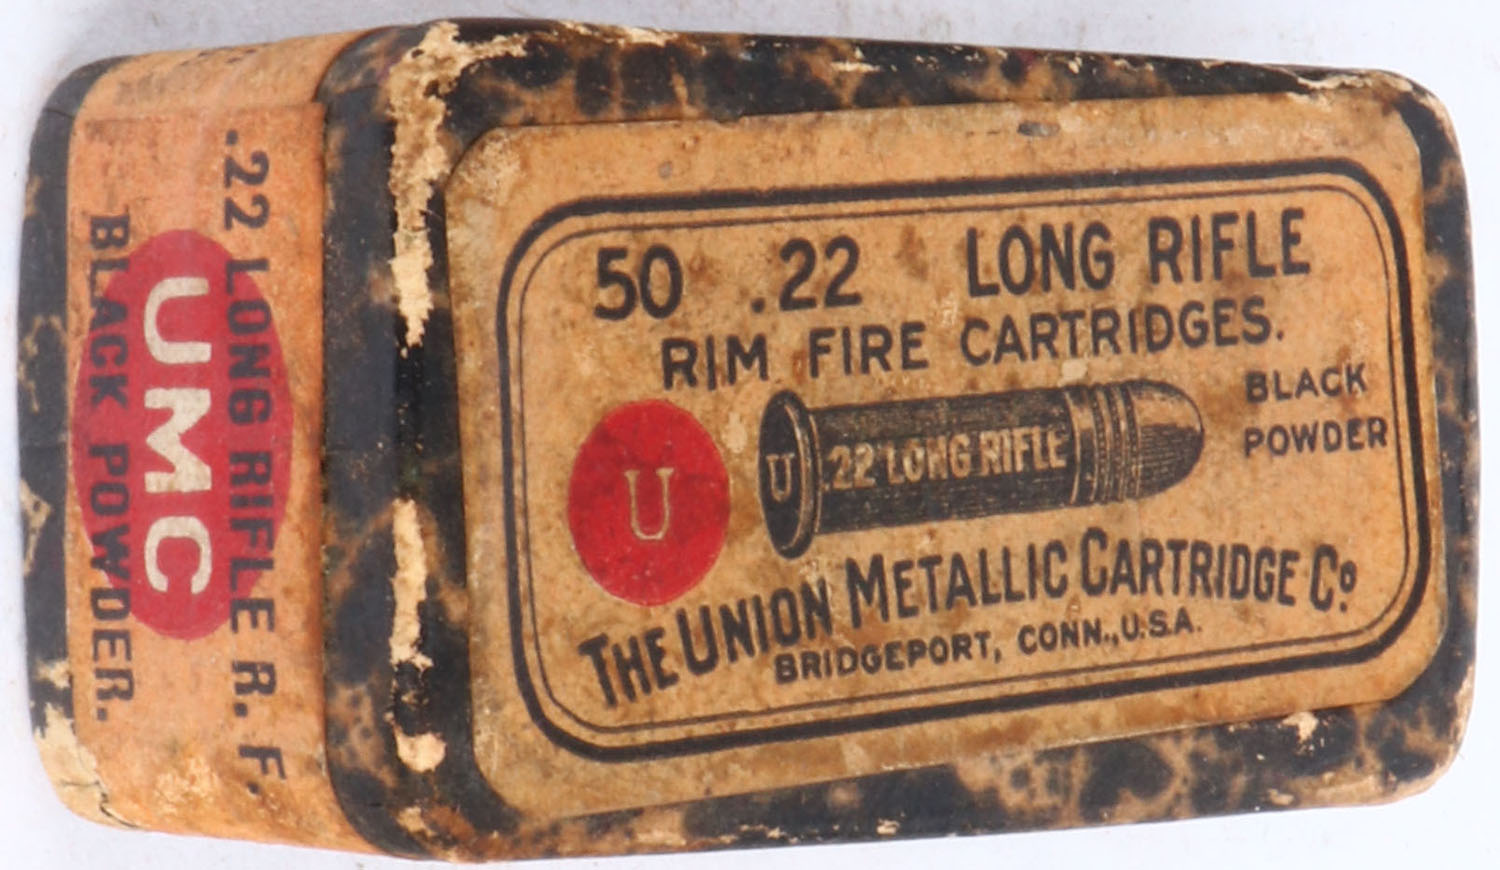 50 .22 LONG RIFLE
RIM FIRE CARTRIDGES.
BLACK
POWDER
U
U .22 LONG RIFLE
THE UNION METALLIC CARTRIDGE Co.
BRIDGEPORT, CONN., U.S.A.
.22 LONG RIFLE R. F.
UMC
BLACK POWDER.